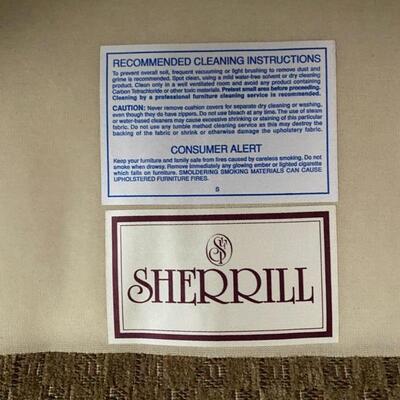 RECOMMENDED CLEANING INSTRUCTIONS
To prevent overall soil, frequent vacuuming or light brushing to remove dust and
grime is recommended. Spot clean, using a mild water-free solvent or dry cleaning
product. Clean only in a well ventilated room and avoid any product containing
Carbon Tetrachloride or other toxic materials. Pretest small area before proceeding.
Cleaning by a professional furniture cleaning service is recommended.
CAUTION: Never remove cushion covers for separate dry cleaning or washing,
even though they do have zippers. Do not use bleach at any time. The use of steam
or water-based cleaners may cause excessive shrinking or staining of this particular
fabric. Do not use any tumble method cleaning service as this may destroy the
backing of the fabric or shrink or otherwise damage the upholstery fabric.
CONSUMER ALERT
Keep your furniture and family safe from fires caused by careless smoking. Do not
smoke when drowsy. Remove immediately any glowing ember or lighted cigarette
which falls on furniture. SMOLDERING SMOKING MATERIALS CAN CAUSE
UPHOLSTERED FURNITURE FIRES.
S
SHERRILL